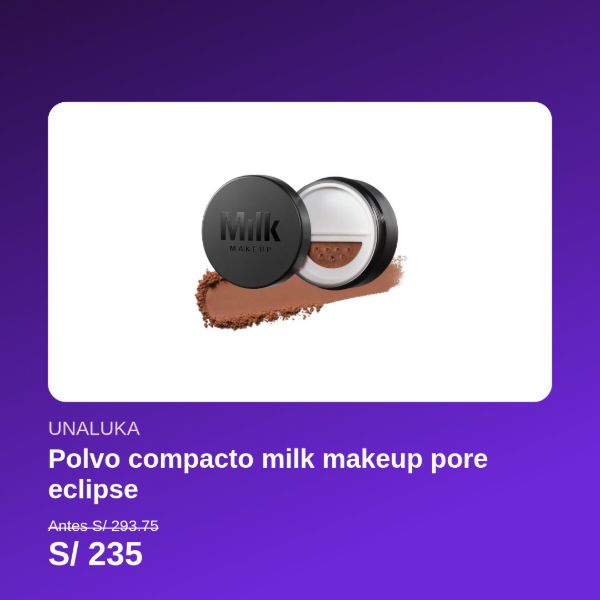 Milk
MAKEUP
UNALUKA
Polvo compacto milk makeup pore
eclipse
Antes S/ 293.75
S/ 235